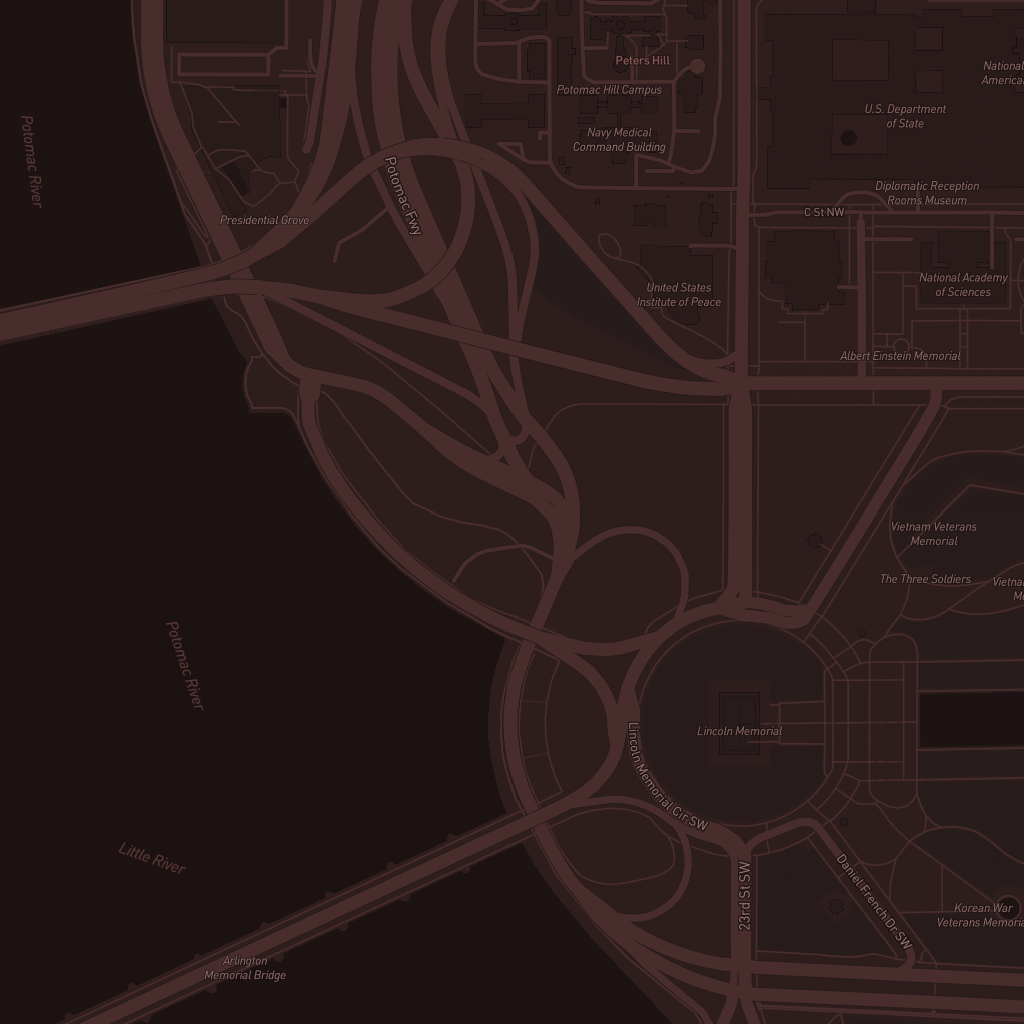 Peters Hill
National
America
Potomac Hill Campus
U.S. Department
of State
Potomac River
Navy Medical
Command Building
Potomac Fwy
Diplomatic Reception
Rooms Museum
Presidential Grove
C St NW
National Academy
of Sciences
United States
Institute of Peace
Albert Einstein Memorial
Vietnam Veterans
Memorial
The Three Soldiers
Vietna
Me
Potomac River
Lincoln Memorial
Lincoln Memorial Cir SW
Little River
23rd St SW
Daniel French Dr SW
Korean War
Veterans Memoria
Arlington
Memorial Bridge